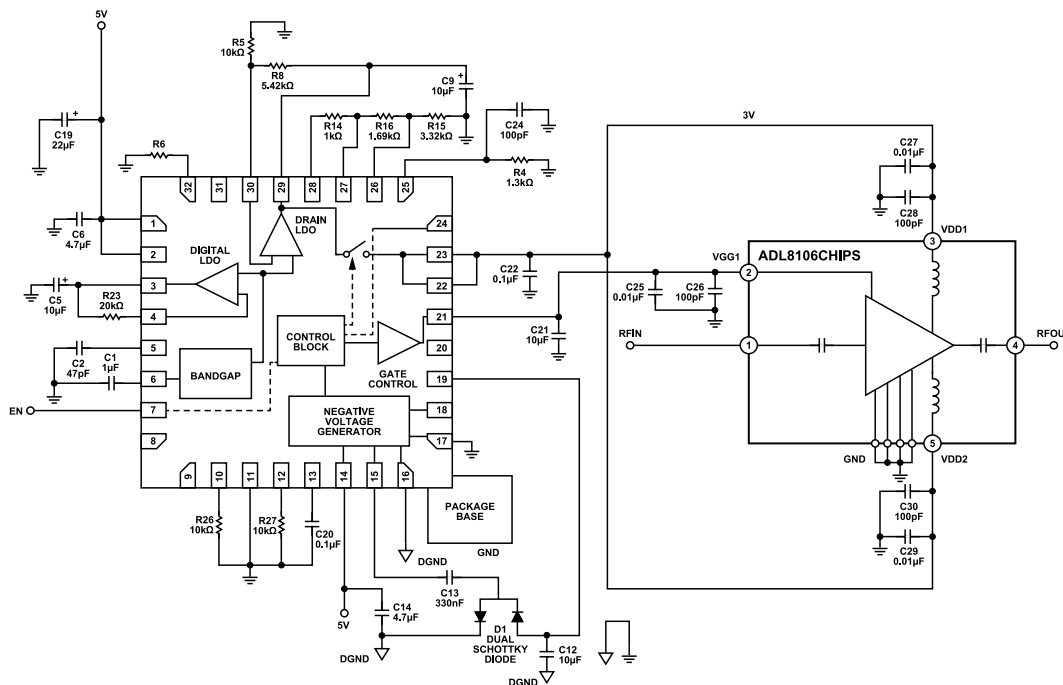 5V
R5
10kΩ
R8
5.42kΩ
C9
10µF
+
C19
22µF
+
R14
1kΩ
R16
1.69kΩ
R15
3.32kΩ
C24
100pF
R4
1.3kΩ
3V
R6
32
31
30
29
28
27
26
25
C27
0.01µF
C28
100pF
C6
4.7µF
1
2
3
4
5
6
7
8
DRAIN
LDO
DIGITAL
LDO
24
23
22
21
20
19
18
17
C22
0.1µF
C5
10µF
+
R23
20kΩ
C21
10µF
C25
0.01µF
C26
100pF
VGG1
2
3
VDD1
ADL8106CHIPS
RFIN
1
4
RFOU
GND
5
VDD2
C2
47pF
C1
1µF
BANDGAP
CONTROL
BLOCK
GATE
CONTROL
EN
NEGATIVE
VOLTAGE
GENERATOR
9
10
11
12
13
14
15
16
PACKAGE
BASE
GND
R26
10kΩ
R27
10kΩ
C20
0.1µF
DGND
C30
100pF
C29
0.01µF
C13
330nF
5V
C14
4.7µF
DGND
D1
DUAL
SCHOTTKY
DIODE
C12
10µF
DGND